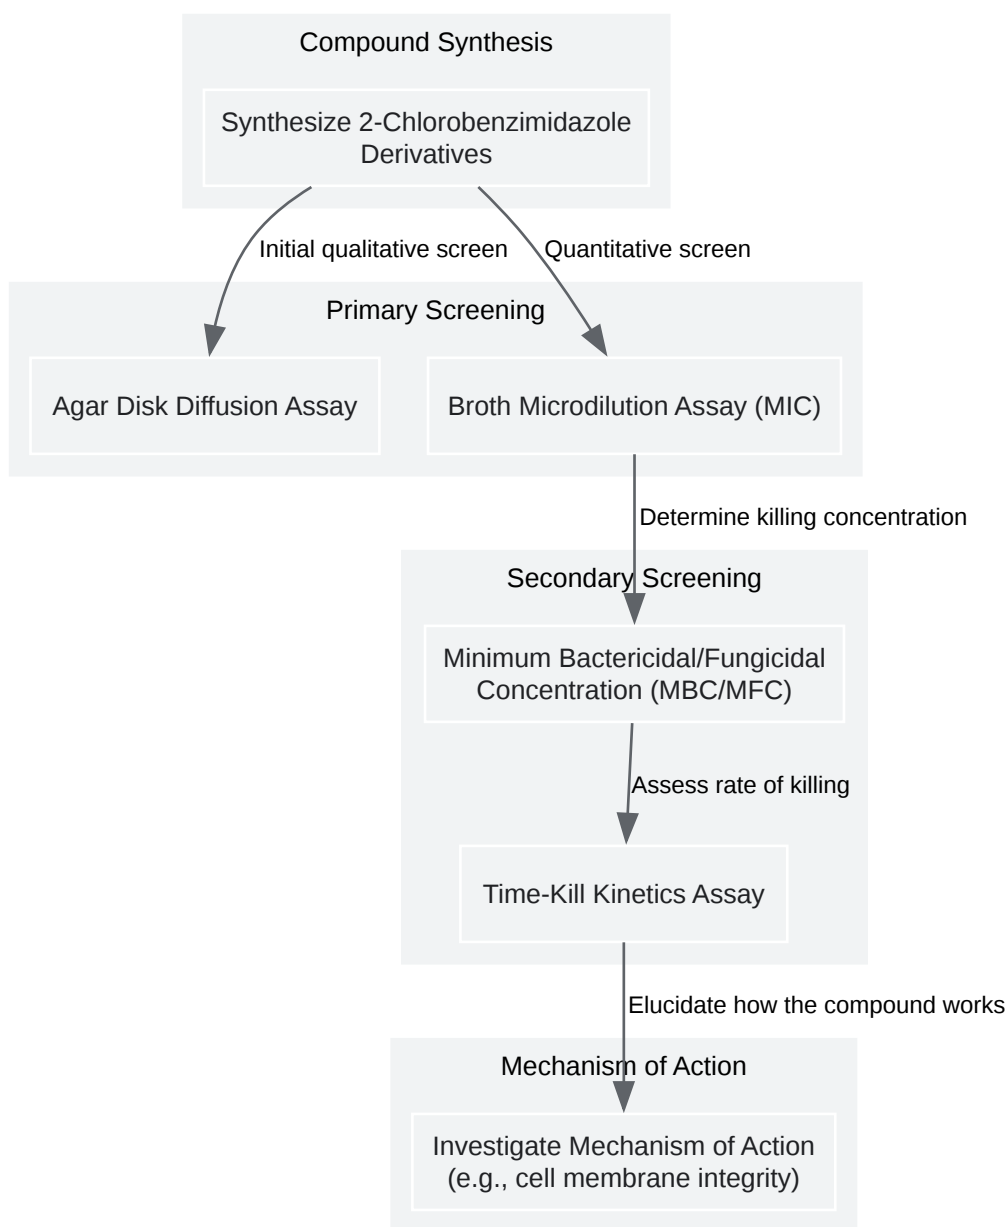 Compound Synthesis
Synthesize 2-Chlorobenzimidazole
Derivatives
Initial qualitative screen
Quantitative screen
Primary Screening
Agar Disk Diffusion Assay
Broth Microdilution Assay (MIC)
Determine killing concentration
Secondary Screening
Minimum Bactericidal/Fungicidal
Concentration (MBC/MFC)
Assess rate of killing
Time-Kill Kinetics Assay
Elucidate how the compound works
Mechanism of Action
Investigate Mechanism of Action
(e.g., cell membrane integrity)